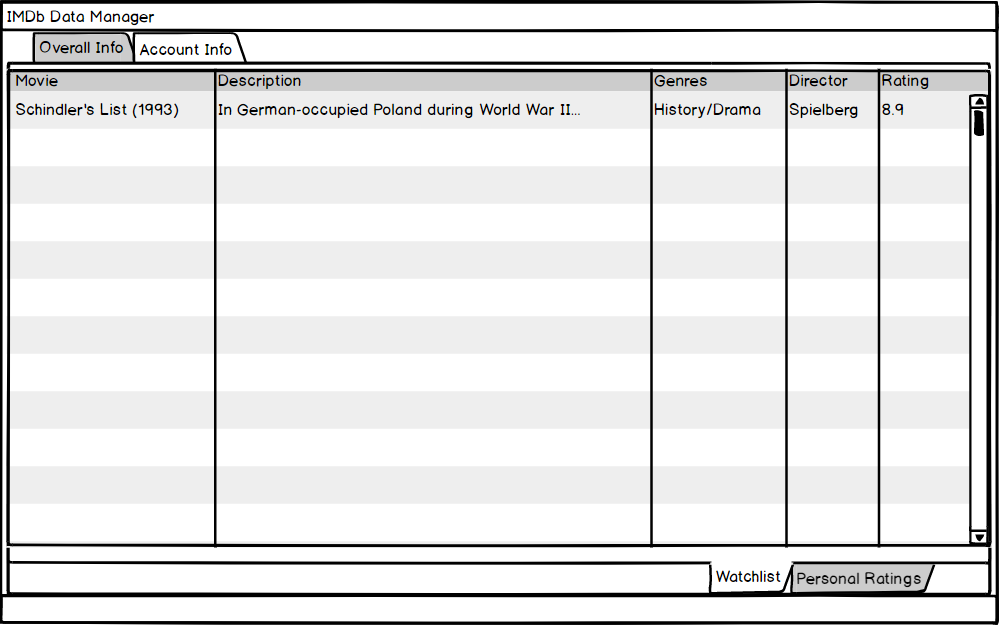 IMDb Data Manager
Overall Info Account Info
Movie Description Genres Director Rating
Schindler's List (1993) In German-occupied Poland during World War II... History/Drama Spielberg 8.9
Watchlist Personal Ratings